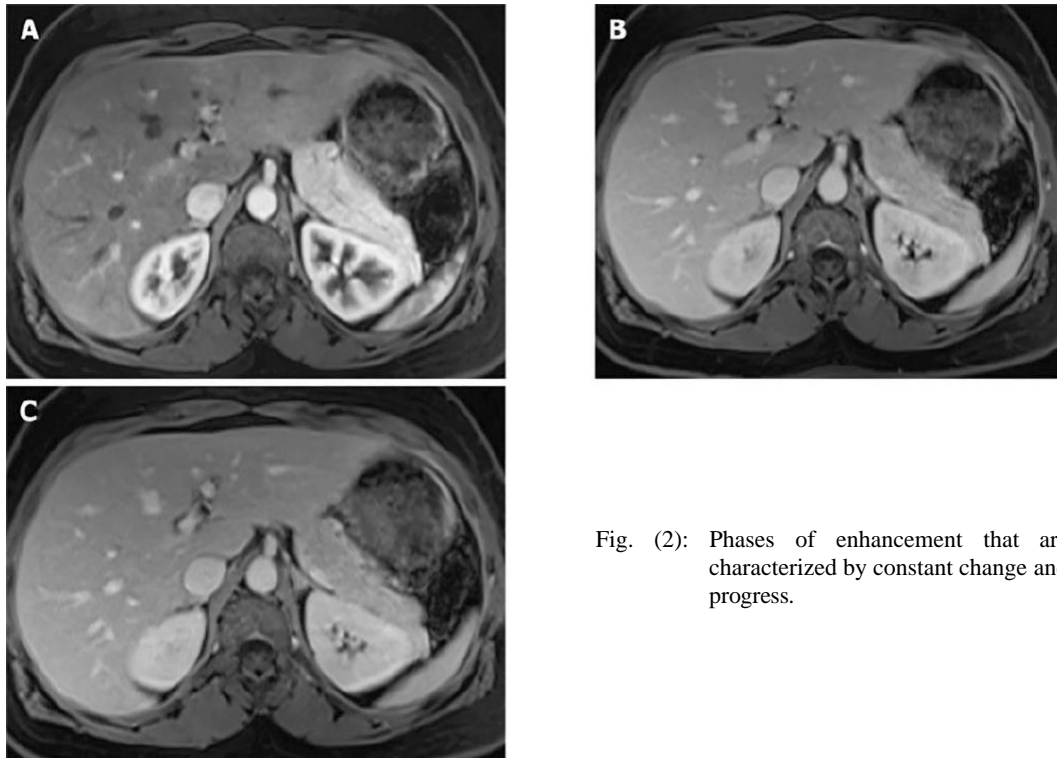 A
B
C
Fig. (2): Phases of enhancement that ar
characterized by constant change an
progress.